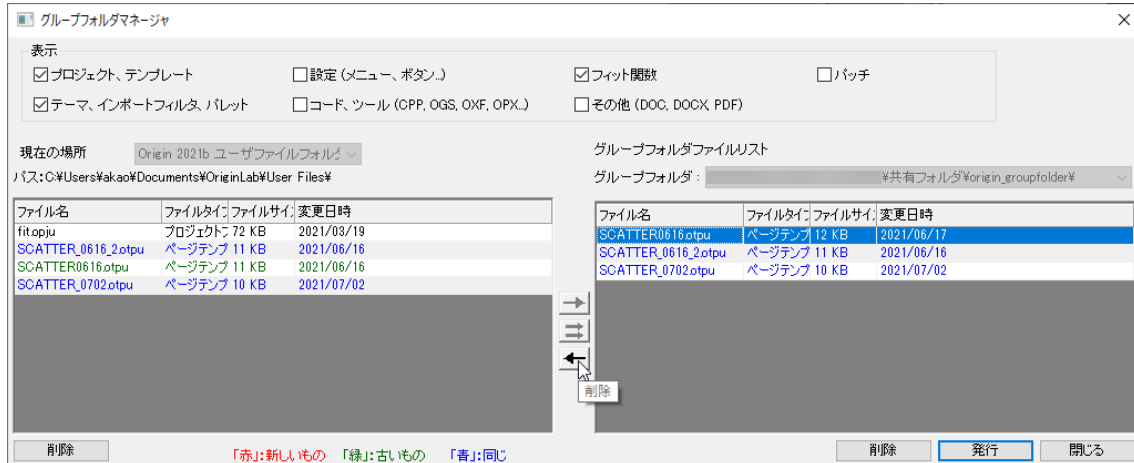 グループフォルダマネージャ
表示
プロジェクト、テンプレート 設定 (メニュー、ボタン..) フィット関数 パッチ
テーマ、インポートフィルタ、パレット コード、ツール (CPP, OGS, OXF, OPX...) その他 (DOC, DOCX, PDF)
現在の場所 Origin 2021b ユーザファイルフォルダ
パス:C:¥Users¥akao¥Documents¥OriginLab¥User Files¥
グループフォルダファイルリスト
グループフォルダ : ¥共有フォルダ¥origin_groupfolder¥
ファイル名 ファイルタイプ ファイルサイズ 変更日時
fit.opju プロジェクト 72 KB 2021/03/19
SCATTER_0616_2.otpu ページテンプ 11 KB 2021/06/16
SCATTER0616.otpu ページテンプ 11 KB 2021/06/16
SCATTER_0702.otpu ページテンプ 10 KB 2021/07/02
ファイル名 ファイルタイプ ファイルサイズ 変更日時
SCATTER0616.otpu ページテンプ 12 KB 2021/06/17
SCATTER_0616_2.otpu ページテンプ 11 KB 2021/06/16
SCATTER_0702.otpu ページテンプ 10 KB 2021/07/02
削除
削除 「赤」:新しいもの 「緑」:古いもの 「青」:同じ
削除 発行 閉じる